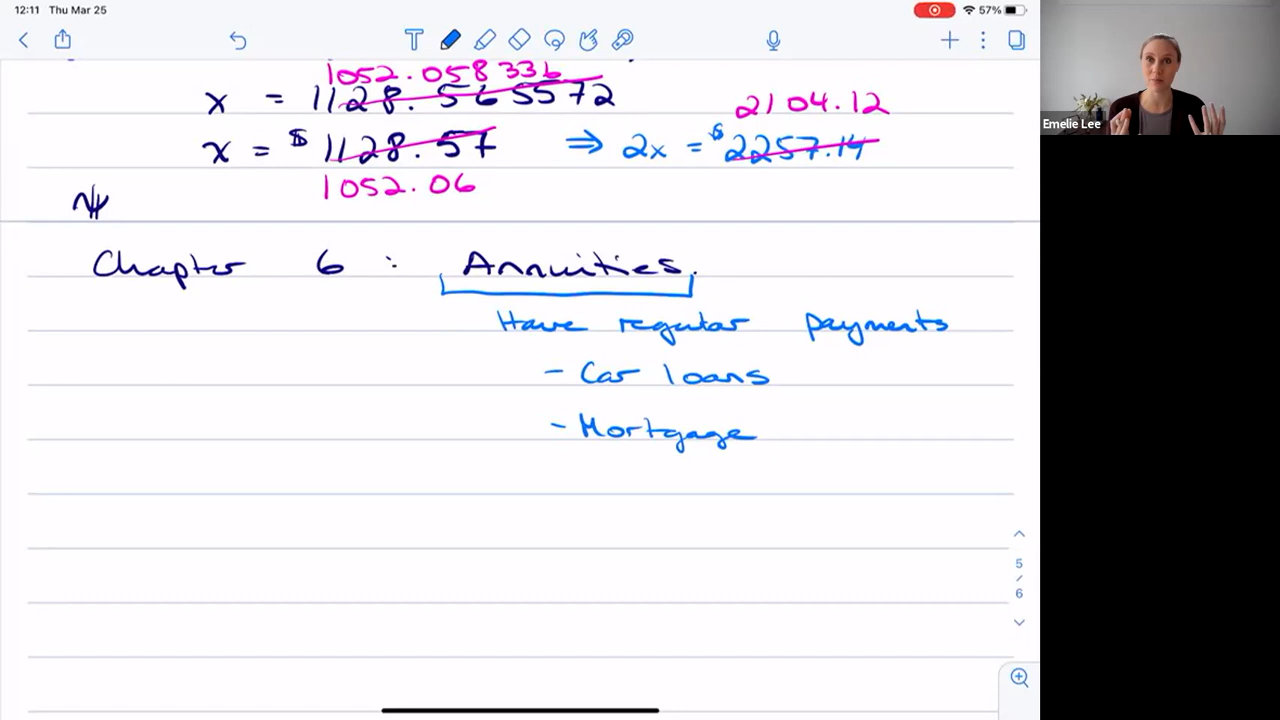 12:11 Thu Mar 25
57%
T
1052.058336
x = 1128.565572
2104.12
x = $ 1128.57 ⇒ 2x = $2257.14
1052.06
Emelie Lee
Chapter 6 : Annuities.
Have regular payments
- Car loans
- Mortgage
5
/
6